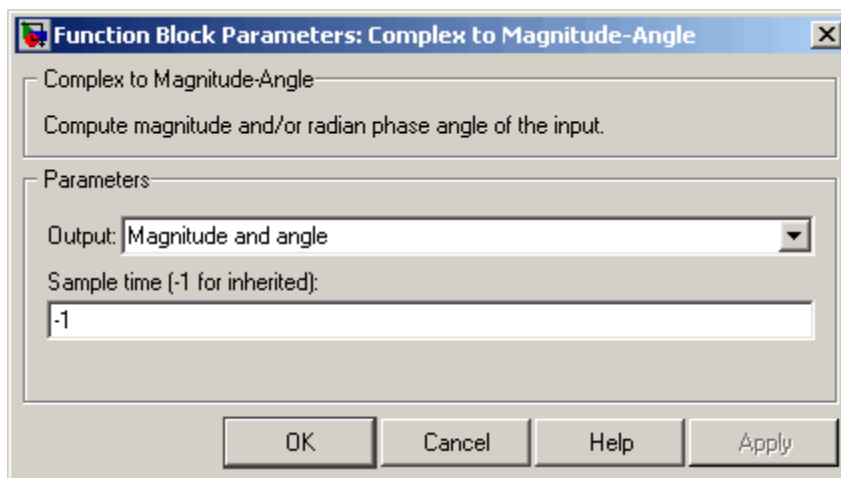 Function Block Parameters: Complex to Magnitude-Angle
Complex to Magnitude-Angle
Compute magnitude and/or radian phase angle of the input.
Parameters
Output: Magnitude and angle
Sample time (-1 for inherited):
-1
OK Cancel Help Apply